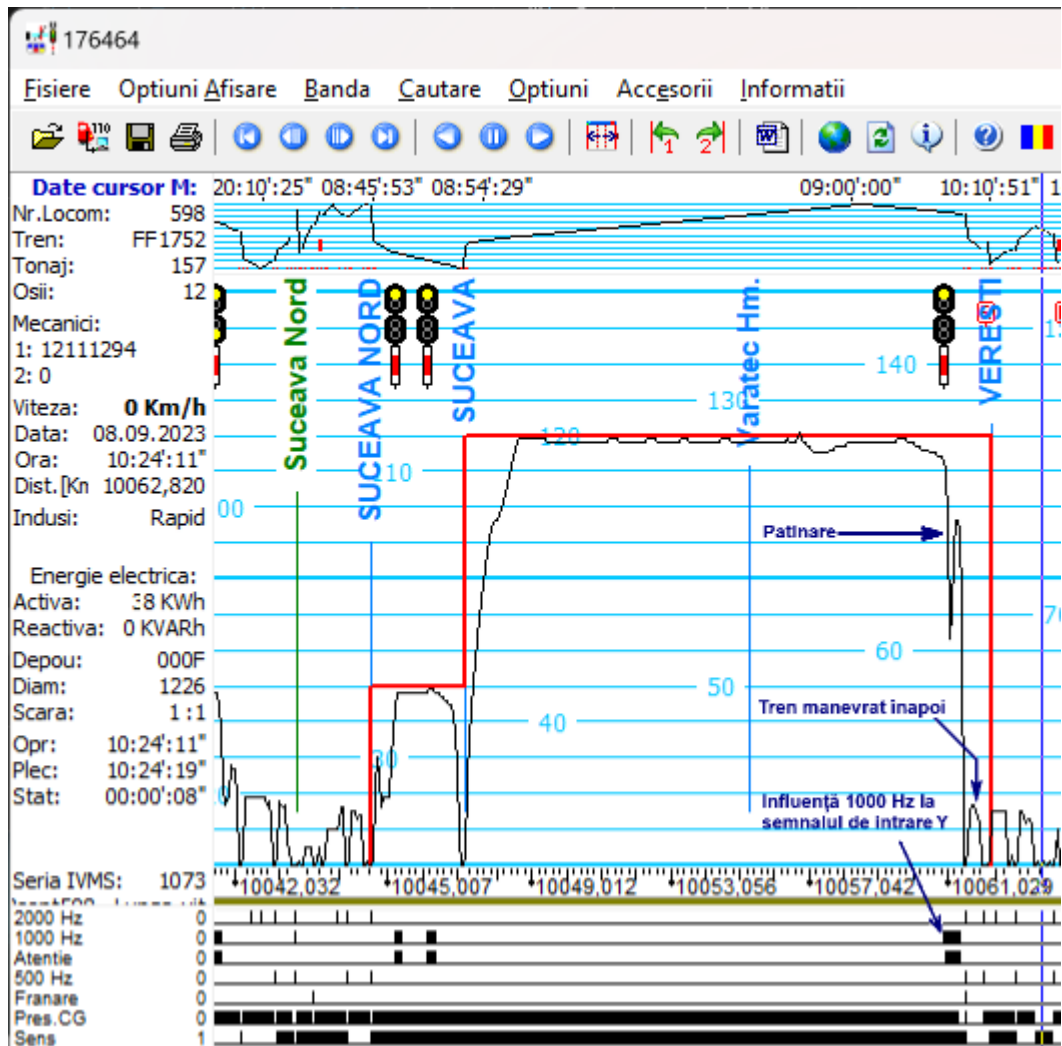 176464
Fisiere Optiuni Afisare Banda Cautare Optiuni Accesorii Informatii
110
1 2
Date cursor M: 20:10':25" 08:45':53" 08:54':29" 09:00':00" 10:10':51" 1
Nr.Locom: 598
Tren: FF1752
Tonaj: 157
Osii: 12
Mecanici:
1: 12111294
2: 0
Viteza: 0 Km/h
Data: 08.09.2023
Ora: 10:24':11"
Dist.[Kn 10062,820
Indusi: Rapid
Energie electrica:
Activa: 38 KWh
Reactiva: 0 KVARh
Depou: 000F
Diam: 1226
Scara: 1:1
Opr: 10:24':11"
Plec: 10:24':19"
Stat: 00:00':08"
Suceava Nord
SUCEAVA NORD
SUCEAVA
Varatec Hm.
VERESTI
140
130
120
110
00
70
60
50
40
30
Patinare
Tren manevrat inapoi
Influență 1000 Hz la
semnalul de intrare Y
Seria IVMS: 1073
10042,032 10045,007 10049,012 10053,056 10057,042 10061,029
2000 Hz 0
1000 Hz 0
Atentie 0
500 Hz 0
Franare 0
Pres.CG 0
Sens 1